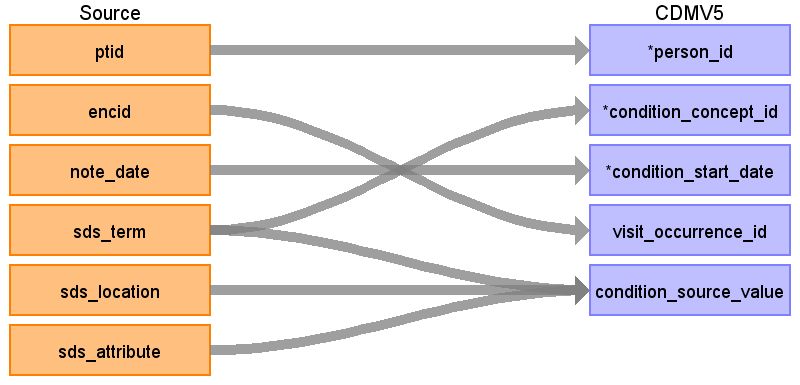 Source CDMV5
ptid *person_id
encid *condition_concept_id
note_date *condition_start_date
sds_term visit_occurrence_id
sds_location condition_source_value
sds_attribute